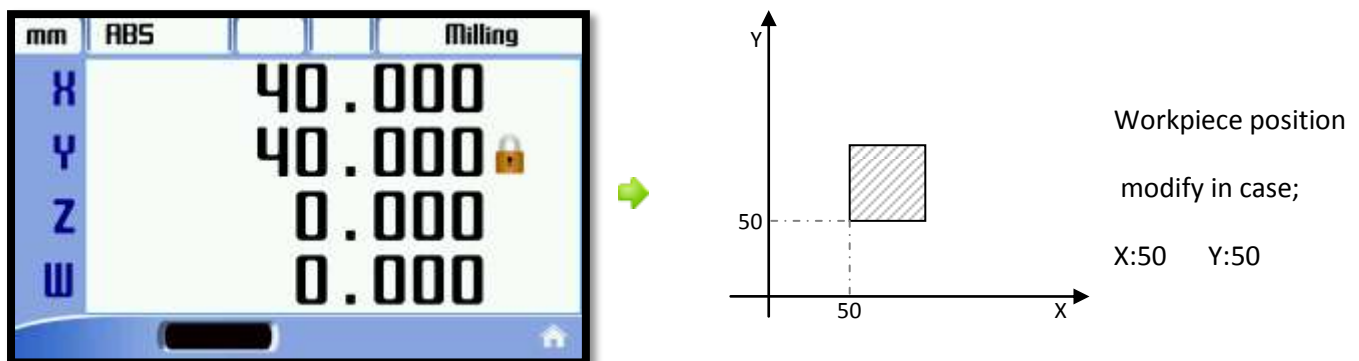 mm ABS Milling
X 40.000
Y 40.000
Z 0.000
W 0.000
Y
50
50 X
Workpiece position
modify in case;
X:50 Y:50